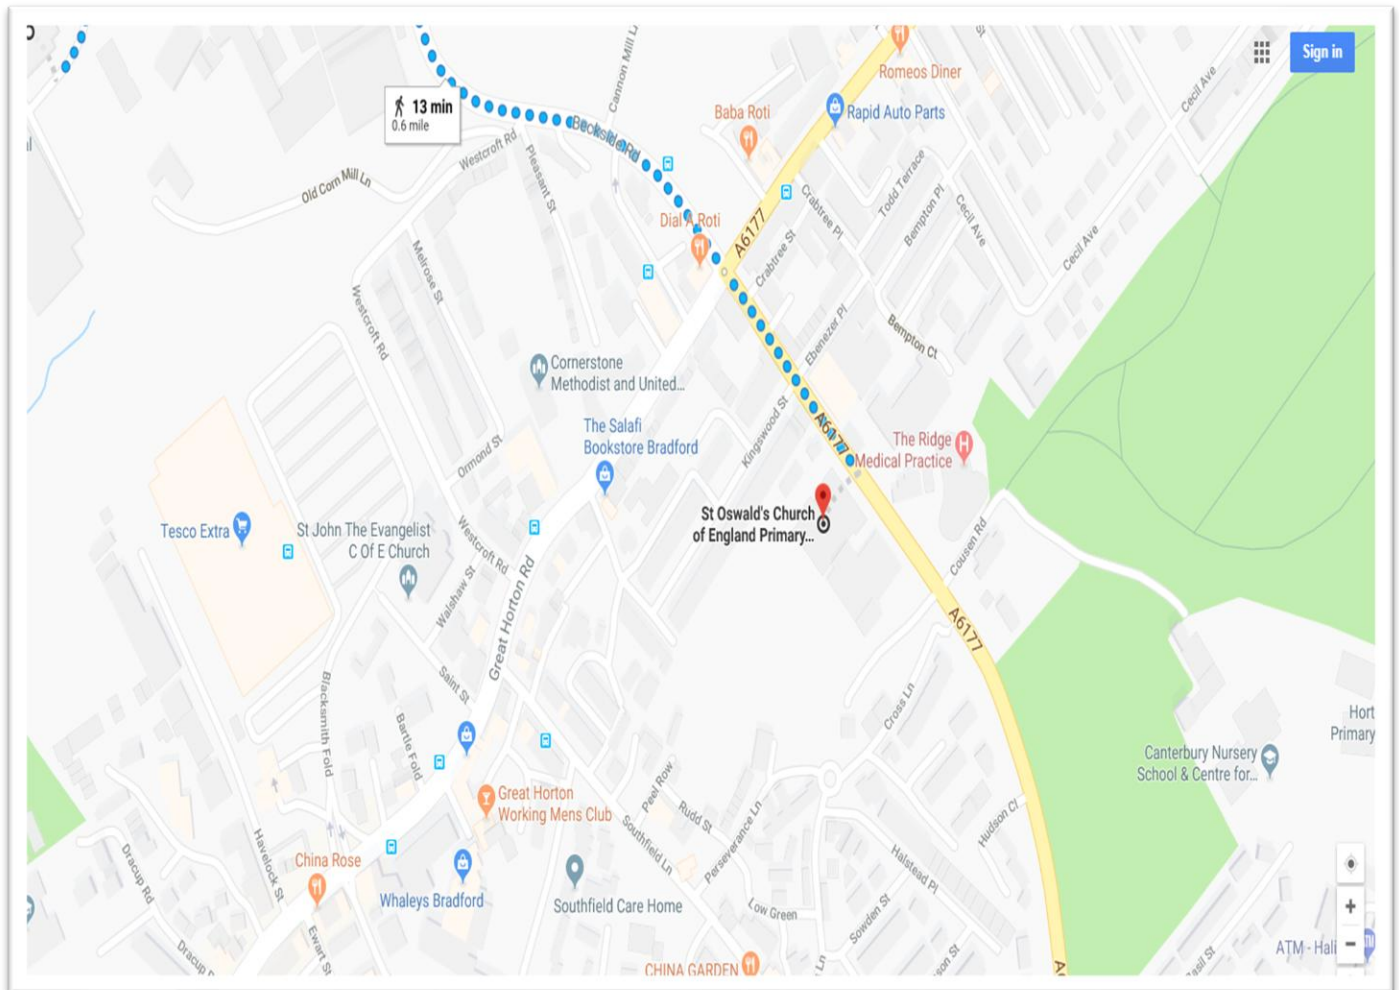 Sign in
Romeos Diner
Cannon Mill L
Cecil Ave
13 min
0.6 mile
Baba Roti
Rapid Auto Parts
Beckside Rd
Westcroft Rd
Pleasant St
Old Corn Mill Ln
Todd Terrace
Crabtree Pl
Bempton Pl
Cecil Ave
Cecil Ave
Dial A Roti
A6177
Crabtree St
Melrose St
Westcroft Rd
Ebenezer Pl
Bempton Ct
Cornerstone
Methodist and United...
Kingswood St
The Salafi
Bookstore Bradford
A6177
The Ridge
Medical Practice
Ormond St
St Oswald's Church
of England Primary...
Tesco Extra
St John The Evangelist
C Of E Church
Westcroft Rd
Cousen Rd
Walshaw St
Great Horton Rd
A6177
Saint St
Blacksmith Fold
Bartle Fold
Cross Ln
Hort
Primary
Canterbury Nursery
School & Centre for...
Great Horton
Working Mens Club
Peel Row
Rudd St
Perseverance Ln
Hudson Cl
Southfield Ln
Havelock St
Halstead Pl
Dracup Rd
China Rose
Whaleys Bradford
Southfield Care Home
Low Green
Sowden St
Ewart St
Dracup
CHINA GARDEN
Ln
son St
ATM - Hali
asil St